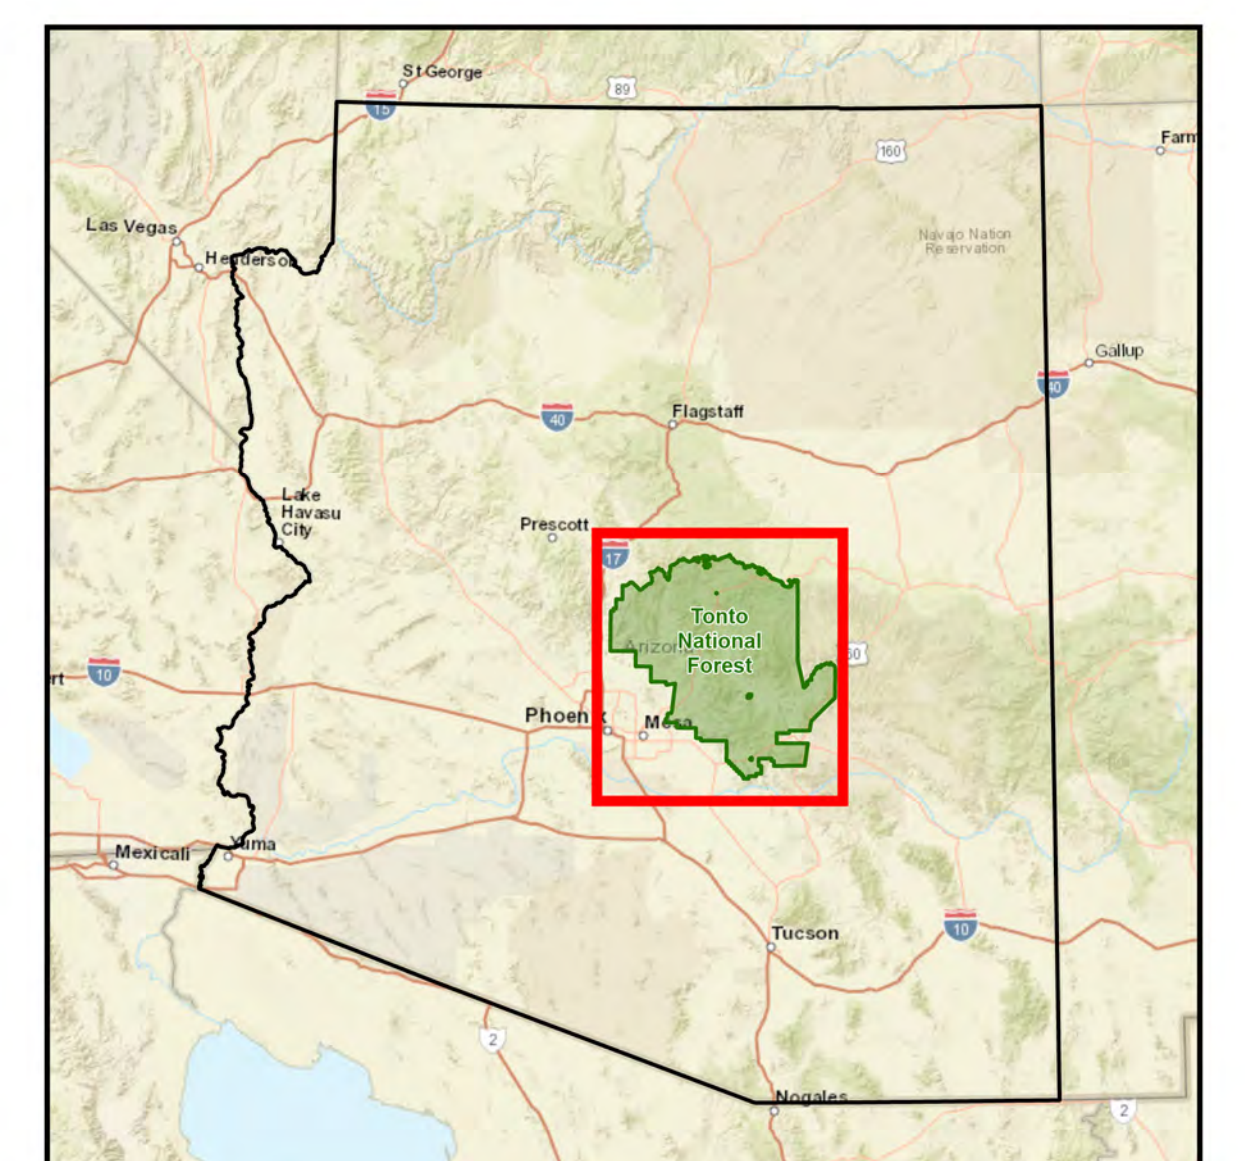 St George
15
89
160
Farm
Las Vegas
Henderson
Navajo Nation
Reservation
Gallup
40
40
Flagstaff
Lake
Havasu
City
Prescott
17
Tonto
National
Forest
Arizona
60
10
rt
Phoenix
Mesa
Yuma
Mexicali
Tucson
10
2
Nogales
2